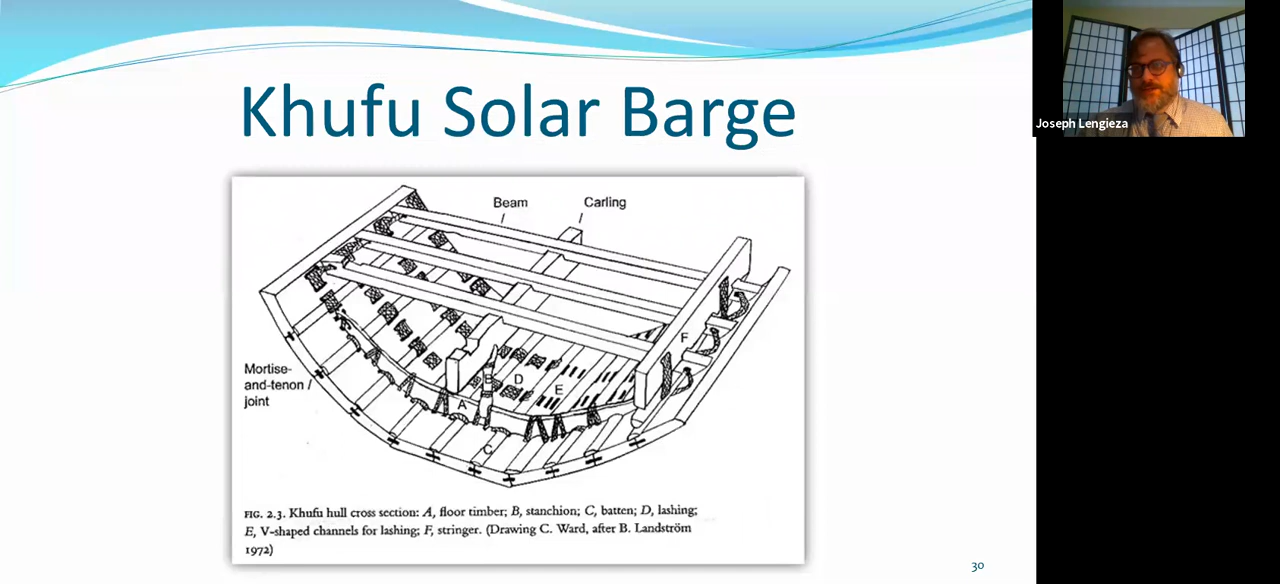 Khufu Solar Barge
Joseph Lengieza
Beam
Carling
Mortise-
and-tenon
joint
A
B
C
D
E
F
FIG. 2.3. Khufu hull cross section: A, floor timber; B, stanchion; C, batten; D, lashing;
E, V-shaped channels for lashing; F, stringer. (Drawing C. Ward, after B. Landström
1972)
30